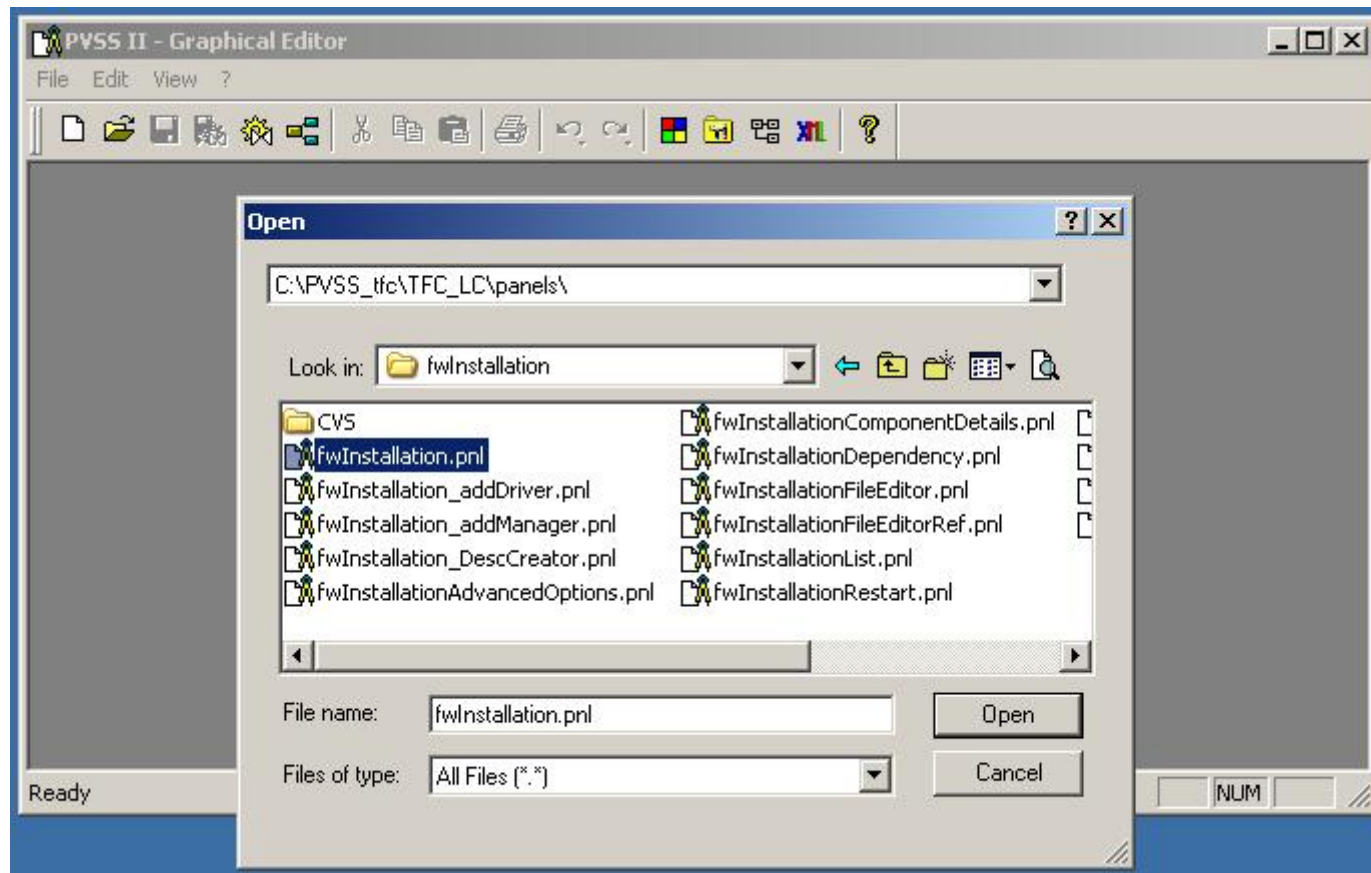 PVSS II - Graphical Editor
File Edit View ?
XML ?
Open
? X
C:\PVSS_tfc\TFC_LC\panels\
Look in: fwInstallation
CVS
fwInstallation.pnl
fwInstallation_addDriver.pnl
fwInstallation_addManager.pnl
fwInstallation_DescCreator.pnl
fwInstallationAdvancedOptions.pnl
fwInstallationComponentDetails.pnl
fwInstallationDependency.pnl
fwInstallationFileEditor.pnl
fwInstallationFileEditorRef.pnl
fwInstallationList.pnl
fwInstallationRestart.pnl
File name: fwInstallation.pnl Open
Files of type: All Files (*.*) Cancel
Ready NUM